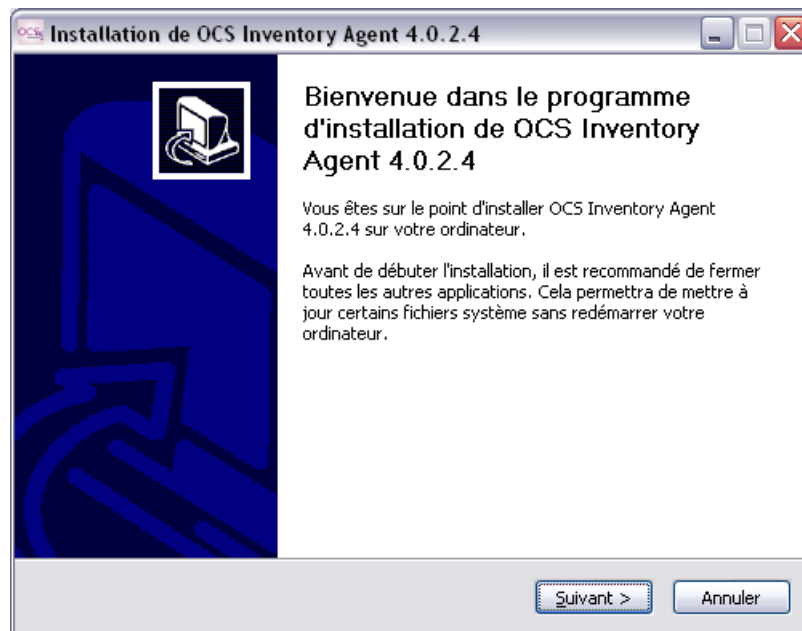 Installation de OCS Inventory Agent 4.0.2.4
Bienvenue dans le programme
d'installation de OCS Inventory
Agent 4.0.2.4
Vous êtes sur le point d'installer OCS Inventory Agent
4.0.2.4 sur votre ordinateur.
Avant de débuter l'installation, il est recommandé de fermer
toutes les autres applications. Cela permettra de mettre à
jour certains fichiers système sans redémarrer votre
ordinateur.
Suivant >
Annuler